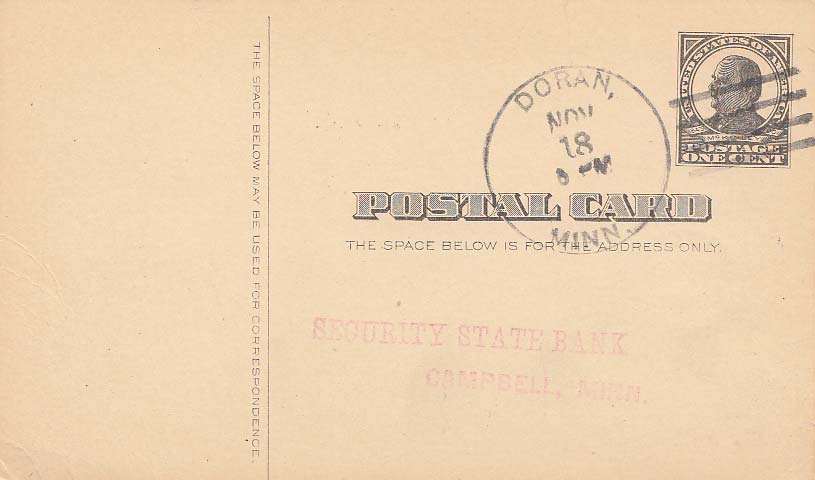 THE SPACE BELOW MAY BE USED FOR CORRESPONDENCE.
UNITED STATES OF AMERICA
McKINLEY
POSTAGE
ONE CENT
DORAN,
NOV
18
PM
MINN.
POSTAL CARD
THE SPACE BELOW IS FOR THE ADDRESS ONLY.
SECURITY STATE BANK
CAMPBELL, MINN.